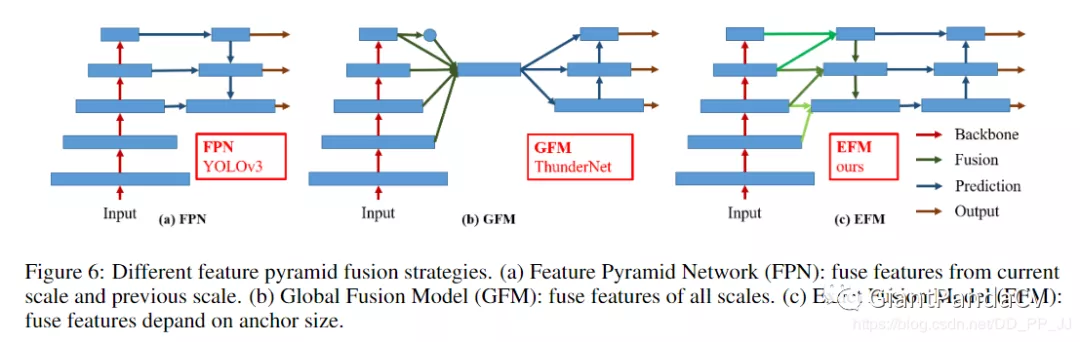 FPN
YOLOv3
Input
(a) FPN
GFM
ThunderNet
Input
(b) GFM
EFM
ours
Input
(c) EFM
Backbone
Fusion
Prediction
Output
Figure 6: Different feature pyramid fusion strategies. (a) Feature Pyramid Network (FPN): fuse features from current
scale and previous scale. (b) Global Fusion Model (GFM): fuse features of all scales. (c) Fusion Model (EFM):
fuse features depand on anchor size.
GiantPandaCV
https://blog.csdn.net/DD_PP_JJ